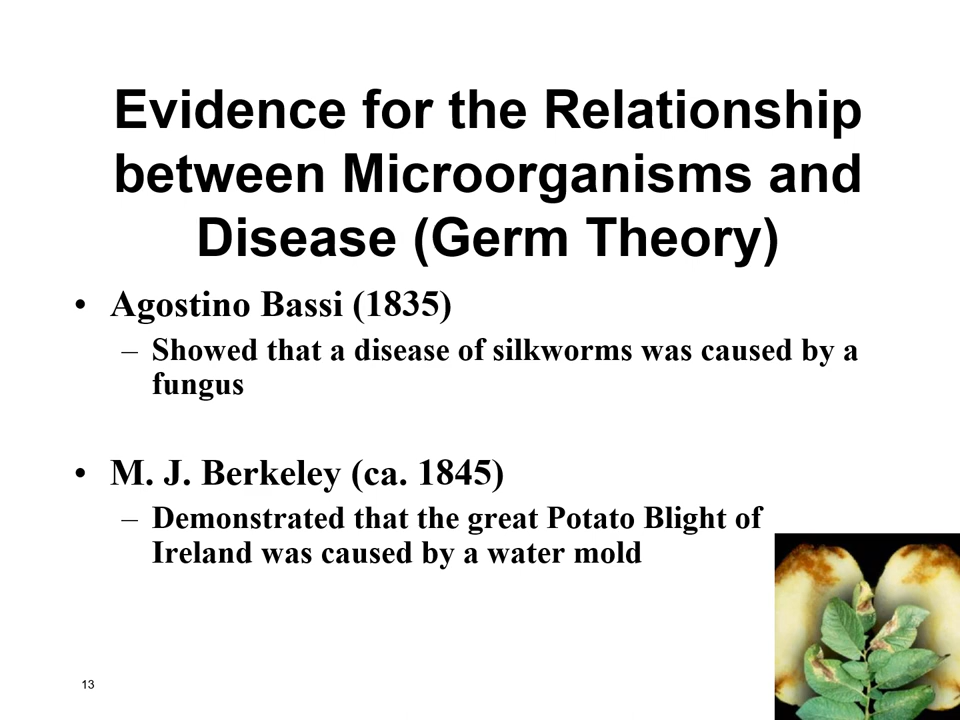 Evidence for the Relationship
between Microorganisms and
Disease (Germ Theory)
• Agostino Bassi (1835)
– Showed that a disease of silkworms was caused by a
fungus
• M. J. Berkeley (ca. 1845)
– Demonstrated that the great Potato Blight of
Ireland was caused by a water mold
13